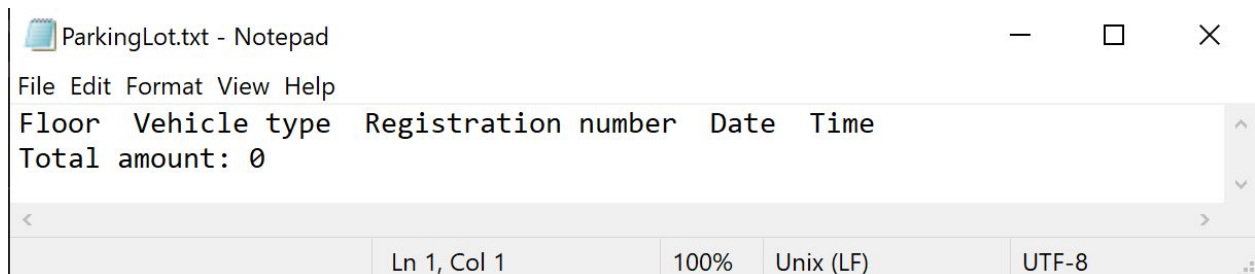 ParkingLot.txt - Notepad
File Edit Format View Help
Floor  Vehicle type  Registration number  Date  Time
Total amount: 0
Ln 1, Col 1 100% Unix (LF) UTF-8